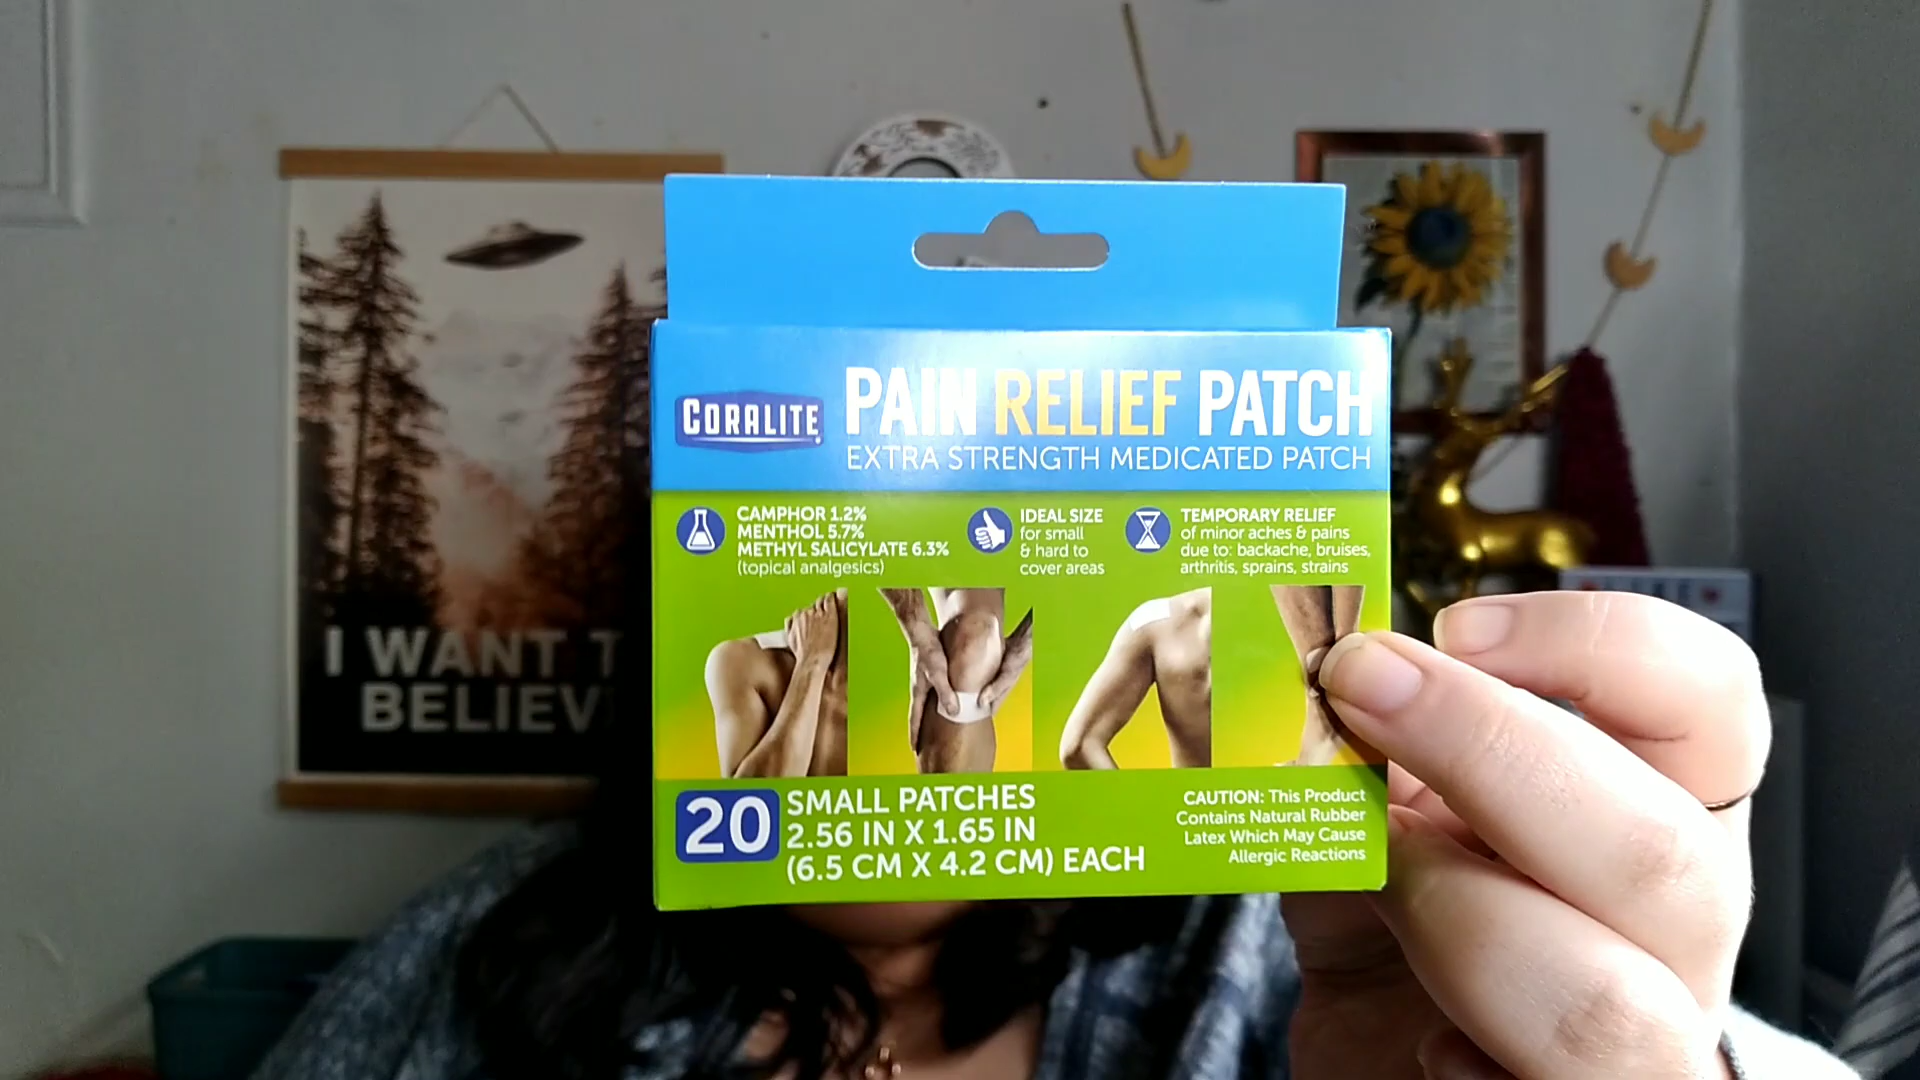 I WANT T
BELIEV
CORALITE
PAIN RELIEF PATCH
EXTRA STRENGTH MEDICATED PATCH
CAMPHOR 1.2%
MENTHOL 5.7%
METHYL SALICYLATE 6.3%
(topical analgesics)
IDEAL SIZE
for small
& hard to
cover areas
TEMPORARY RELIEF
of minor aches & pains
due to: backache, bruises,
arthritis, sprains, strains
20
SMALL PATCHES
2.56 IN X 1.65 IN
(6.5 CM X 4.2 CM) EACH
CAUTION: This Product
Contains Natural Rubber
Latex Which May Cause
Allergic Reactions